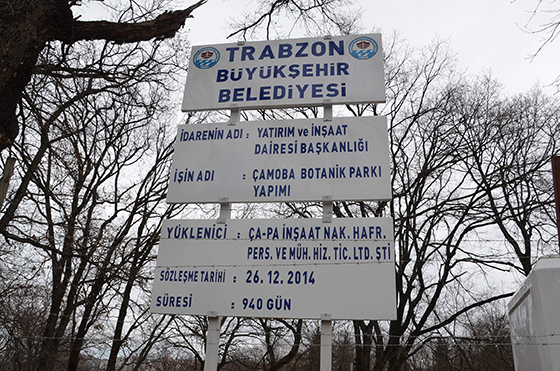 TRABZON
BÜYÜKŞEHİR
BELEDİYESİ
İDARENİN ADI : YATIRIM ve İNŞAAT
DAİRESİ BAŞKANLIĞI
İŞİN ADI : ÇAMOBA BOTANİK PARKI
YAPIMI
YÜKLENİCİ : ÇA-PA İNŞAAT NAK. HAFR.
PERS. VE MÜH. HİZ. TİC. LTD. ŞTİ
SÖZLEŞME TARİHİ : 26. 12. 2014
SÜRESİ : 940 GÜN